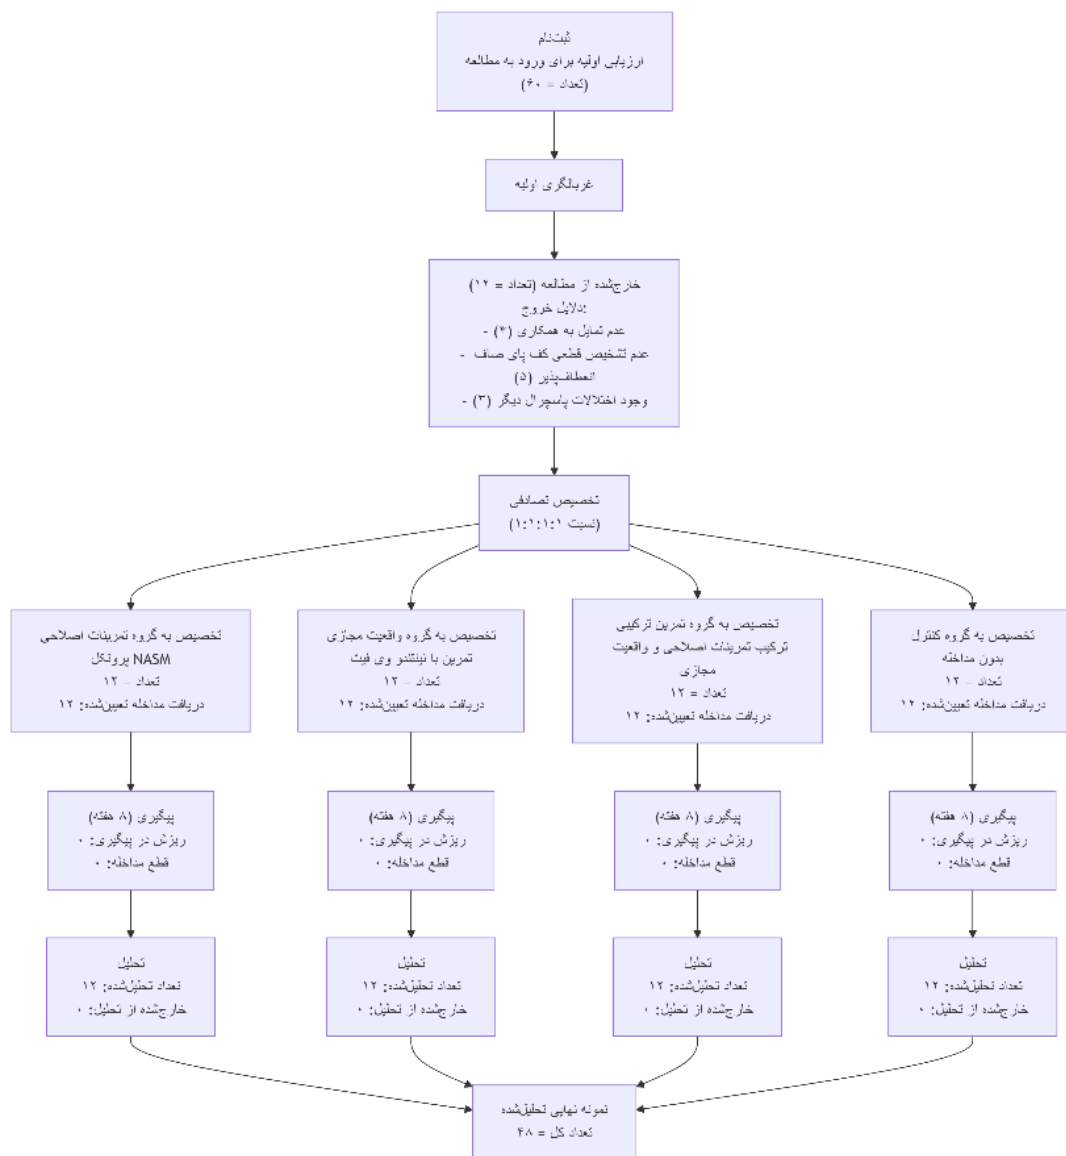 ثبت‌نام
ارزیابی اولیه برای ورود به مطالعه
(تعداد = ۶۰)
غربالگری اولیه
خارج‌شده از مطالعه (تعداد = ۱۲)
دلایل خروج:
- عدم تمایل به همکاری (۴)
- عدم تشخیص قطعی کف پای صاف
انعطاف‌پذیر (۵)
- وجود اختلالات پاسچرال دیگر (۳)
تخصیص تصادفی
(نسبت ۱:۱:۱:۱)
تخصیص به گروه تمرینات اصلاحی
پروتکل NASM
تعداد = ۱۲
دریافت مداخله تعیین‌شده: ۱۲
تخصیص به گروه واقعیت مجازی
تمرین با نینتندو وی فیت
تعداد = ۱۲
دریافت مداخله تعیین‌شده: ۱۲
تخصیص به گروه تمرین ترکیبی
ترکیب تمرینات اصلاحی و واقعیت
مجازی
تعداد = ۱۲
دریافت مداخله تعیین‌شده: ۱۲
تخصیص به گروه کنترل
بدون مداخله
تعداد = ۱۲
دریافت مداخله تعیین‌شده: ۱۲
پیگیری (۸ هفته)
ریزش در پیگیری: ۰
قطع مداخله: ۰
پیگیری (۸ هفته)
ریزش در پیگیری: ۰
قطع مداخله: ۰
پیگیری (۸ هفته)
ریزش در پیگیری: ۰
قطع مداخله: ۰
پیگیری (۸ هفته)
ریزش در پیگیری: ۰
قطع مداخله: ۰
تحلیل
تعداد تحلیل‌شده: ۱۲
خارج‌شده از تحلیل: ۰
تحلیل
تعداد تحلیل‌شده: ۱۲
خارج‌شده از تحلیل: ۰
تحلیل
تعداد تحلیل‌شده: ۱۲
خارج‌شده از تحلیل: ۰
تحلیل
تعداد تحلیل‌شده: ۱۲
خارج‌شده از تحلیل: ۰
نمونه نهایی تحلیل‌شده
تعداد کل = ۴۸